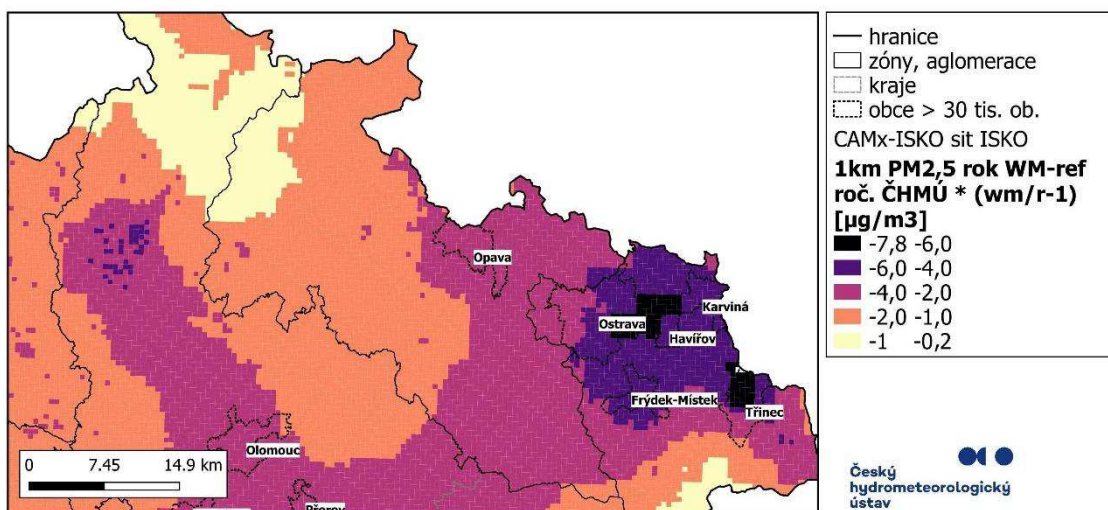 hranice
zóny, aglomerace
kraje
obce > 30 tis. ob.
CAMx-ISKO sit ISKO
1km PM2,5 rok WM-ref
roč. ČHMÚ * (wm/r-1)
[µg/m3]
-7,8 -6,0
-6,0 -4,0
-4,0 -2,0
-2,0 -1,0
-1 -0,2
Opava
Karviná
Ostrava
Havířov
Frýdek-Místek
Třinec
Olomouc
Přerov
0 7.45 14.9 km
Český
hydrometeorologický
ústav